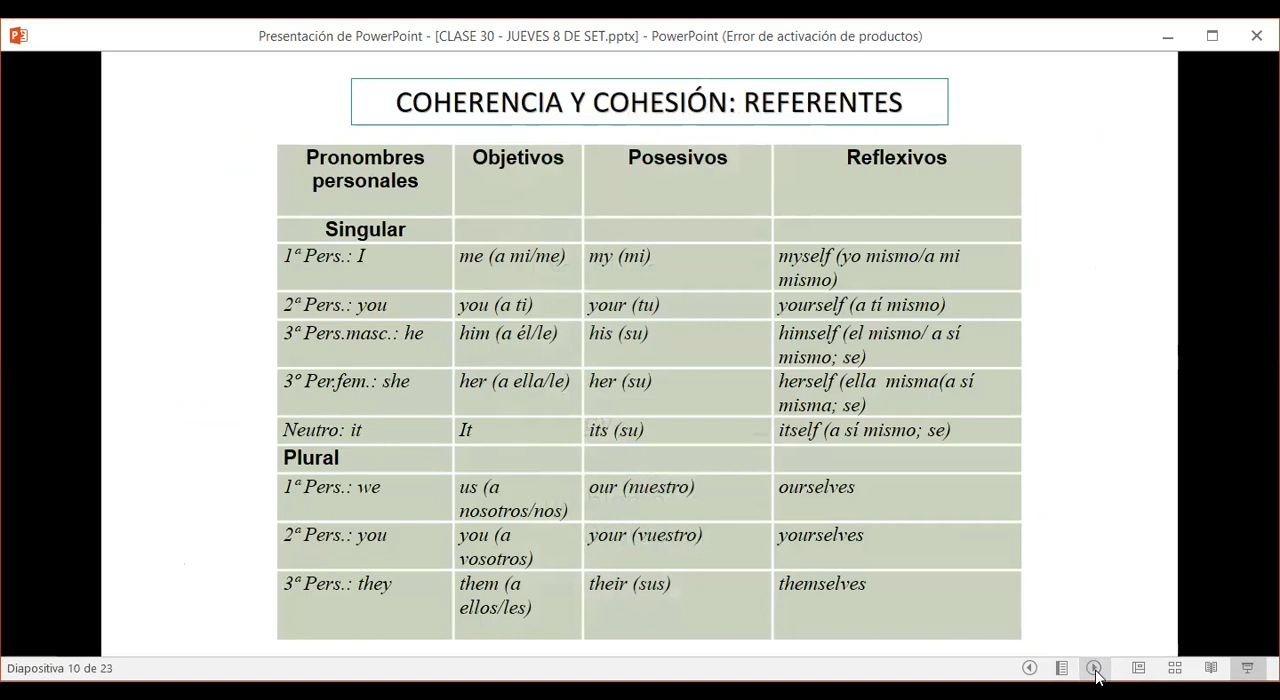 Presentación de PowerPoint - [CLASE 30 - JUEVES 8 DE SET.pptx] - PowerPoint (Error de activación de productos)
COHERENCIA Y COHESIÓN: REFERENTES
Pronombres personales Objetivos Posesivos Reflexivos
Singular
1ª Pers.: I me (a mi/me) my (mi) myself (yo mismo/a mi mismo)
2ª Pers.: you you (a ti) your (tu) yourself (a tí mismo)
3ª Pers.masc.: he him (a él/le) his (su) himself (el mismo/ a sí mismo; se)
3º Per.fem.: she her (a ella/le) her (su) herself (ella misma(a sí misma; se)
Neutro: it It its (su) itself (a sí mismo; se)
Plural
1ª Pers.: we us (a nosotros/nos) our (nuestro) ourselves
2ª Pers.: you you (a vosotros) your (vuestro) yourselves
3ª Pers.: they them (a ellos/les) their (sus) themselves
Diapositiva 10 de 23